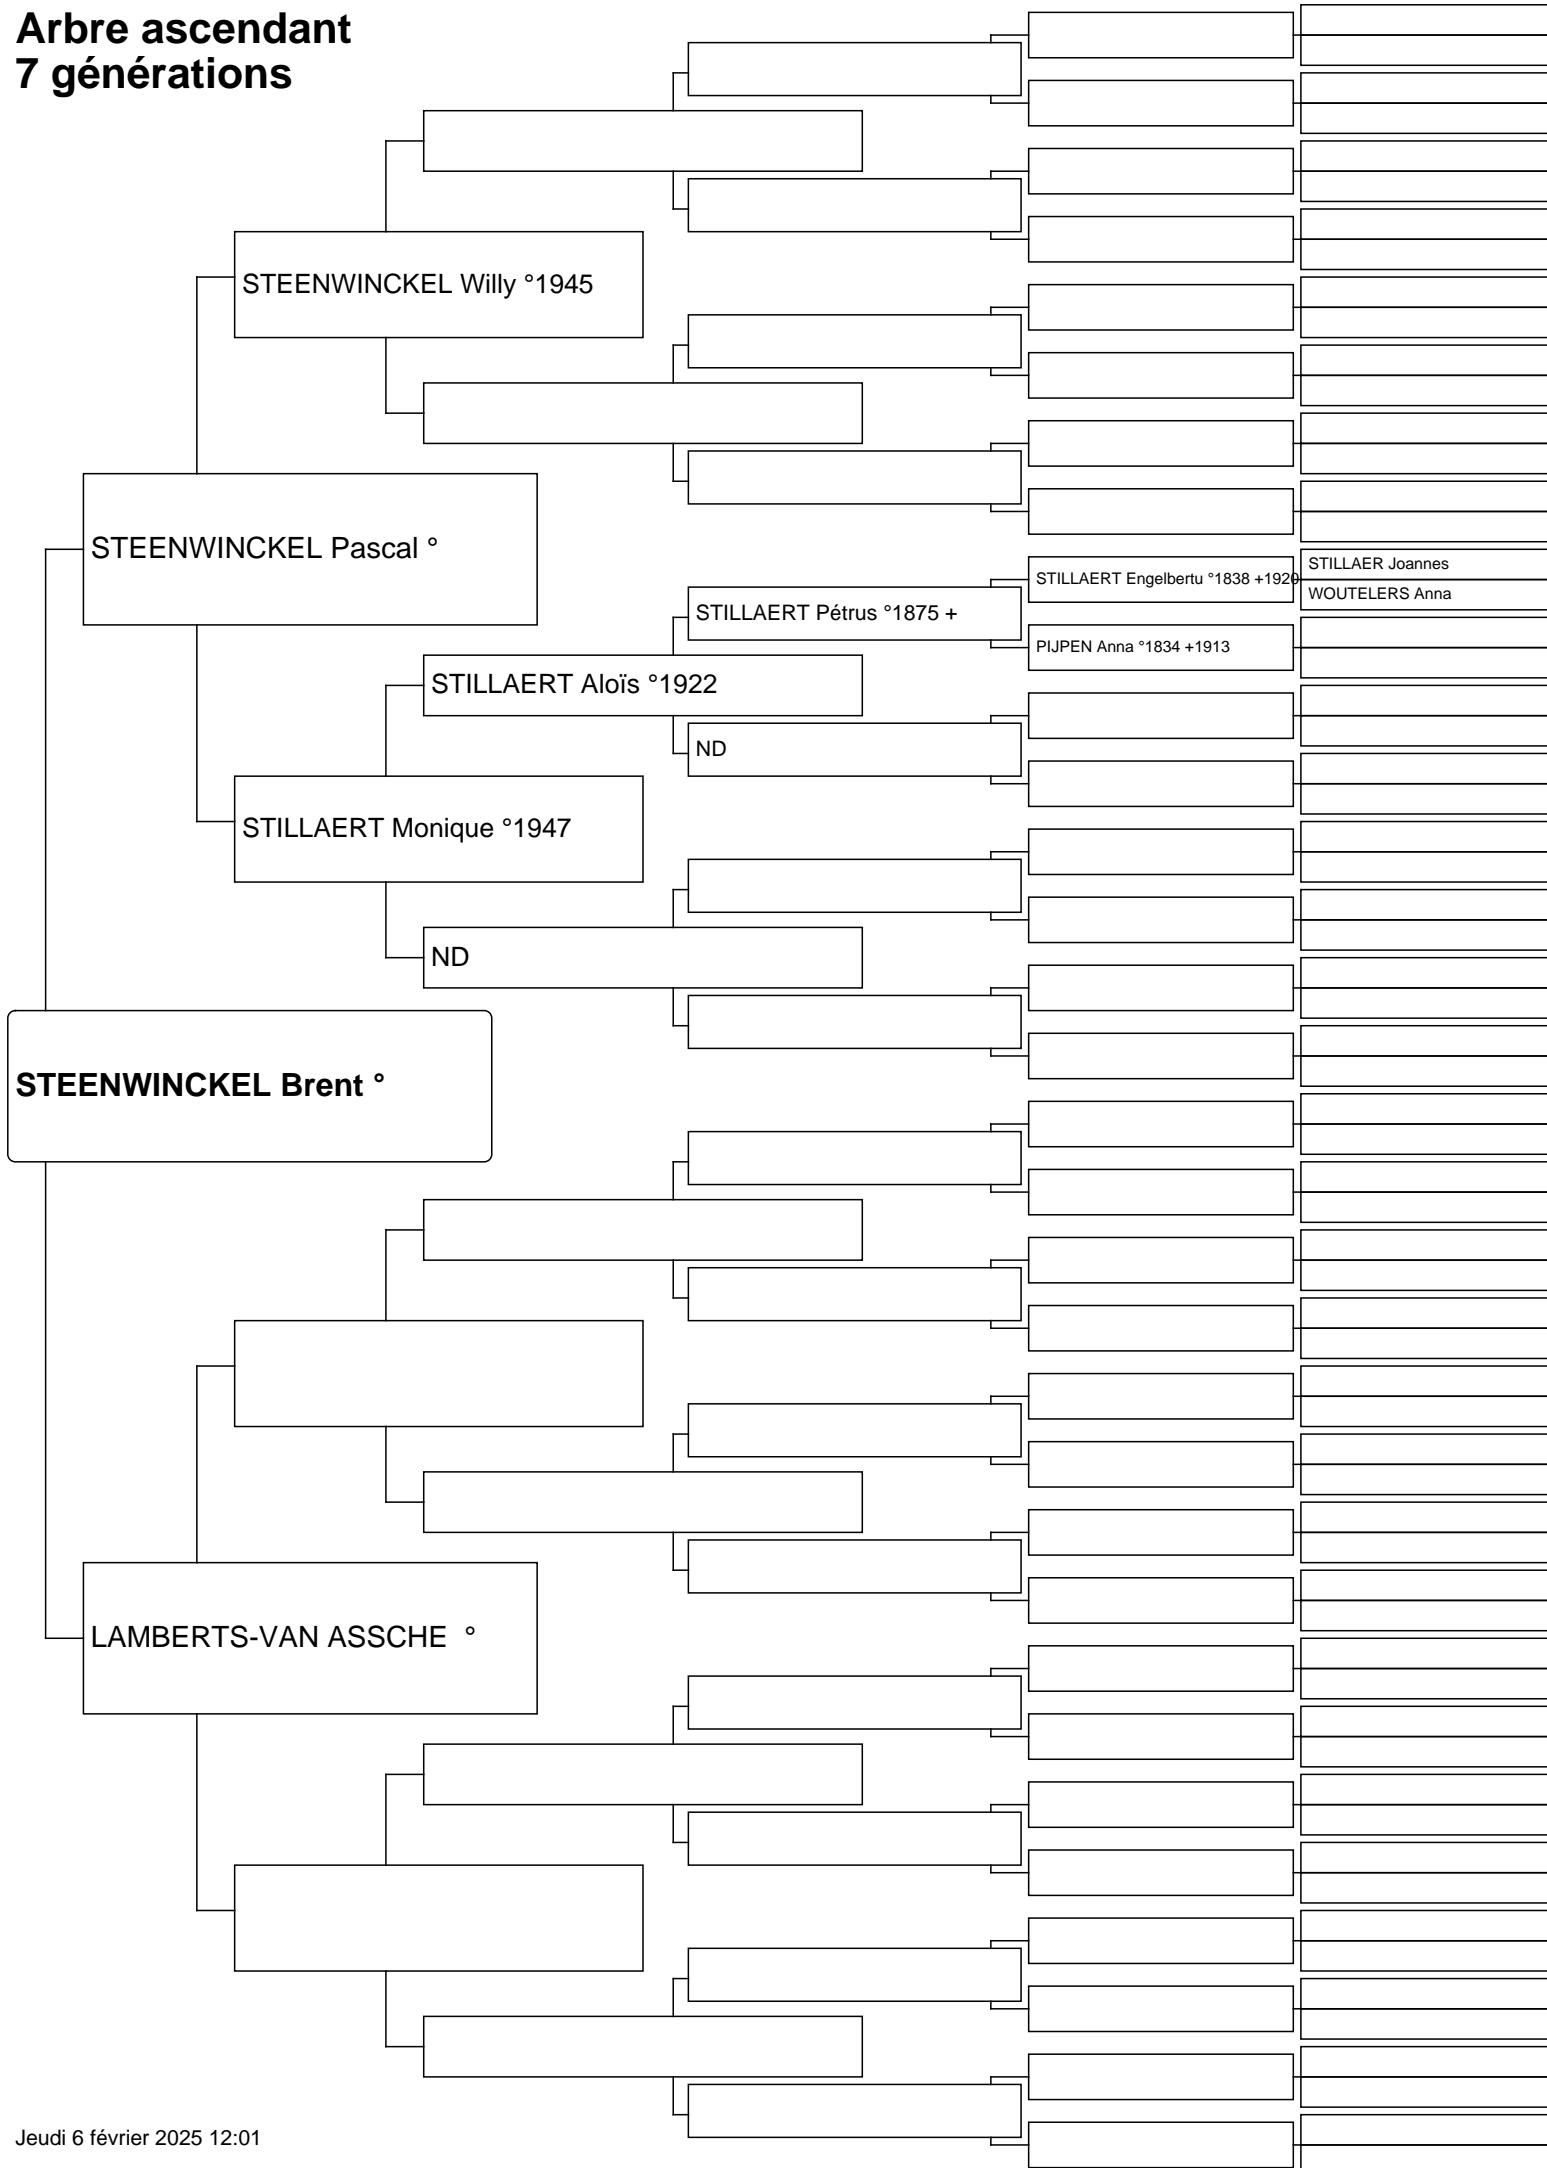 Arbre ascendant
7 générations
STEENWINCKEL Willy °1945
STEENWINCKEL Pascal °
STILLAER Joannes
STILLAERT Engelbertu °1838 +1920
WOUTELERS Anna
STILLAERT Pétrus °1875 +
PIJPEN Anna °1834 +1913
STILLAERT Aloïs °1922
ND
STILLAERT Monique °1947
ND
STEENWINCKEL Brent °
LAMBERTS-VAN ASSCHE °
Jeudi 6 février 2025 12:01